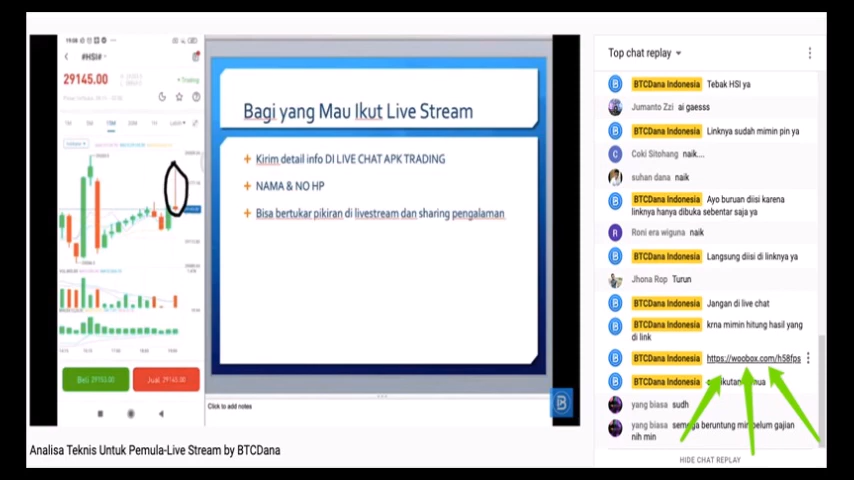 #HSI#
29145.00
Bagi yang Mau Ikut Live Stream
Kirim detail info DI LIVE CHAT APK TRADING
NAMA & NO HP
Bisa bertukar pikiran di livestream dan sharing pengalaman
Click to add notes
Analisa Teknis Untuk Pemula-Live Stream by BTCDana
Top chat replay
BTCDana Indonesia Tebak HSI ya
Jumanto Zzi ai gaesss
BTCDana Indonesia Linknya sudah mimin pin ya
Coki Sitohang naik....
suhan dana naik
BTCDana Indonesia Ayo buruan diisi karena
linknya hanya dibuka sebentar saja ya
Roni era wiguna naik
BTCDana Indonesia Langsung diisi di linknya ya
Jhona Rop Turun
BTCDana Indonesia Jangan di live chat
BTCDana Indonesia krna mimin hitung hasil yang
di link
BTCDana Indonesia https://woobox.com/h58fps
BTCDana Indonesia
yang biasa sudh
yang biasa beruntung min belum gajian
nih min
HIDE CHAT REPLAY